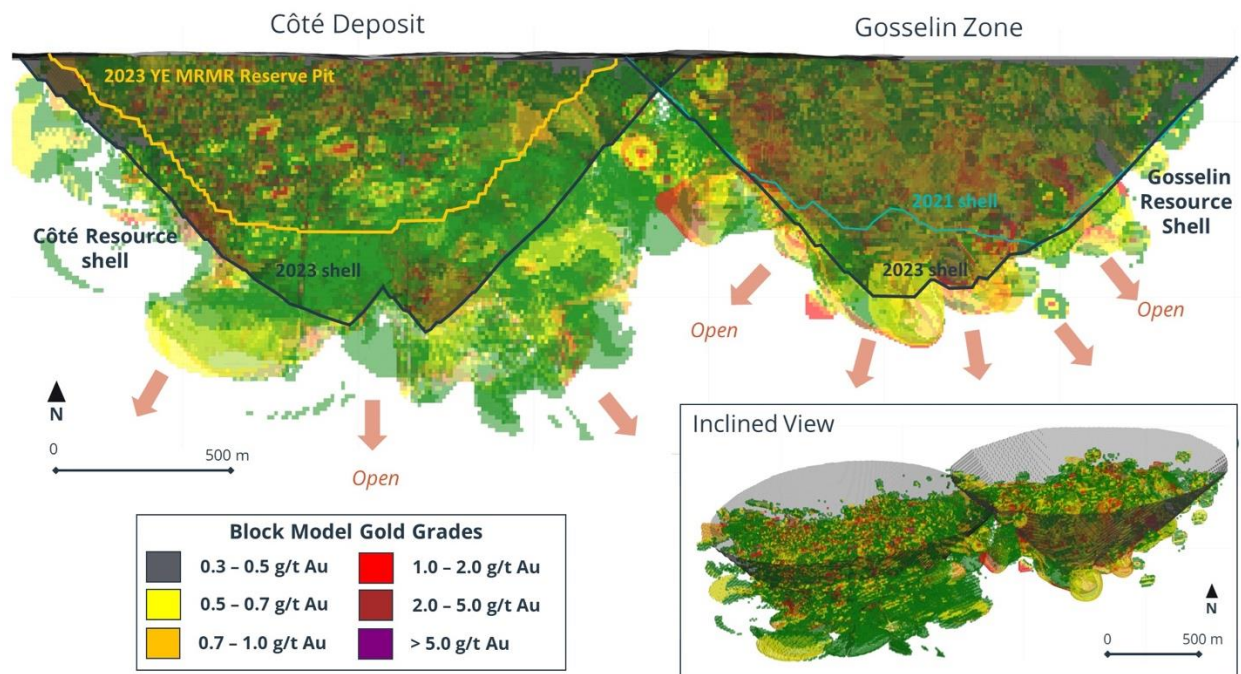 Côté Deposit
Gosselin Zone
2023 YE MRMR Reserve Pit
Côté Resource
shell
2023 shell
2021 shell
2023 shell
Gosselin
Resource
Shell
Open
Open
Open
N
0 500 m
Block Model Gold Grades
0.3 – 0.5 g/t Au
1.0 – 2.0 g/t Au
0.5 – 0.7 g/t Au
2.0 – 5.0 g/t Au
0.7 – 1.0 g/t Au
> 5.0 g/t Au
Inclined View
N
0 500 m